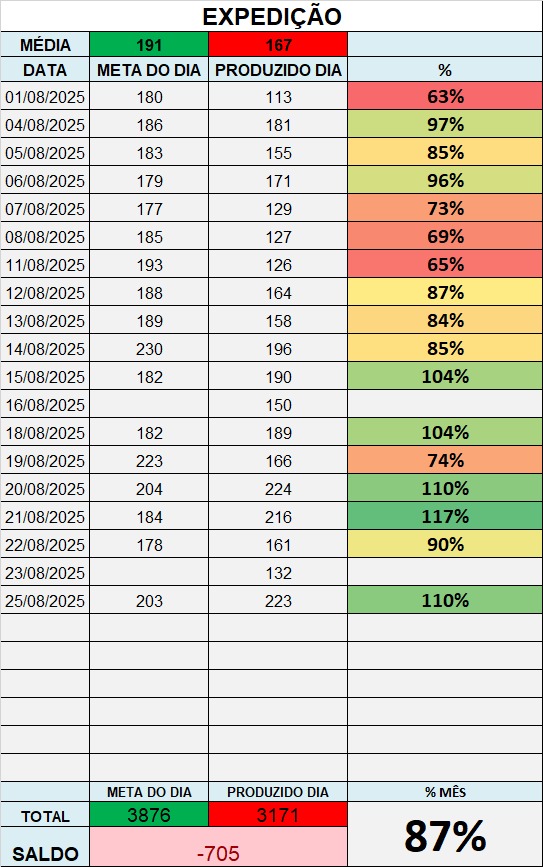 EXPEDIÇÃO
MÉDIA 191 167
DATA META DO DIA PRODUZIDO DIA %
01/08/2025 180 113 63%
04/08/2025 186 181 97%
05/08/2025 183 155 85%
06/08/2025 179 171 96%
07/08/2025 177 129 73%
08/08/2025 185 127 69%
11/08/2025 193 126 65%
12/08/2025 188 164 87%
13/08/2025 189 158 84%
14/08/2025 230 196 85%
15/08/2025 182 190 104%
16/08/2025 150
18/08/2025 182 189 104%
19/08/2025 223 166 74%
20/08/2025 204 224 110%
21/08/2025 184 216 117%
22/08/2025 178 161 90%
23/08/2025 132
25/08/2025 203 223 110%
META DO DIA PRODUZIDO DIA % MÊS
TOTAL 3876 3171 87%
SALDO -705